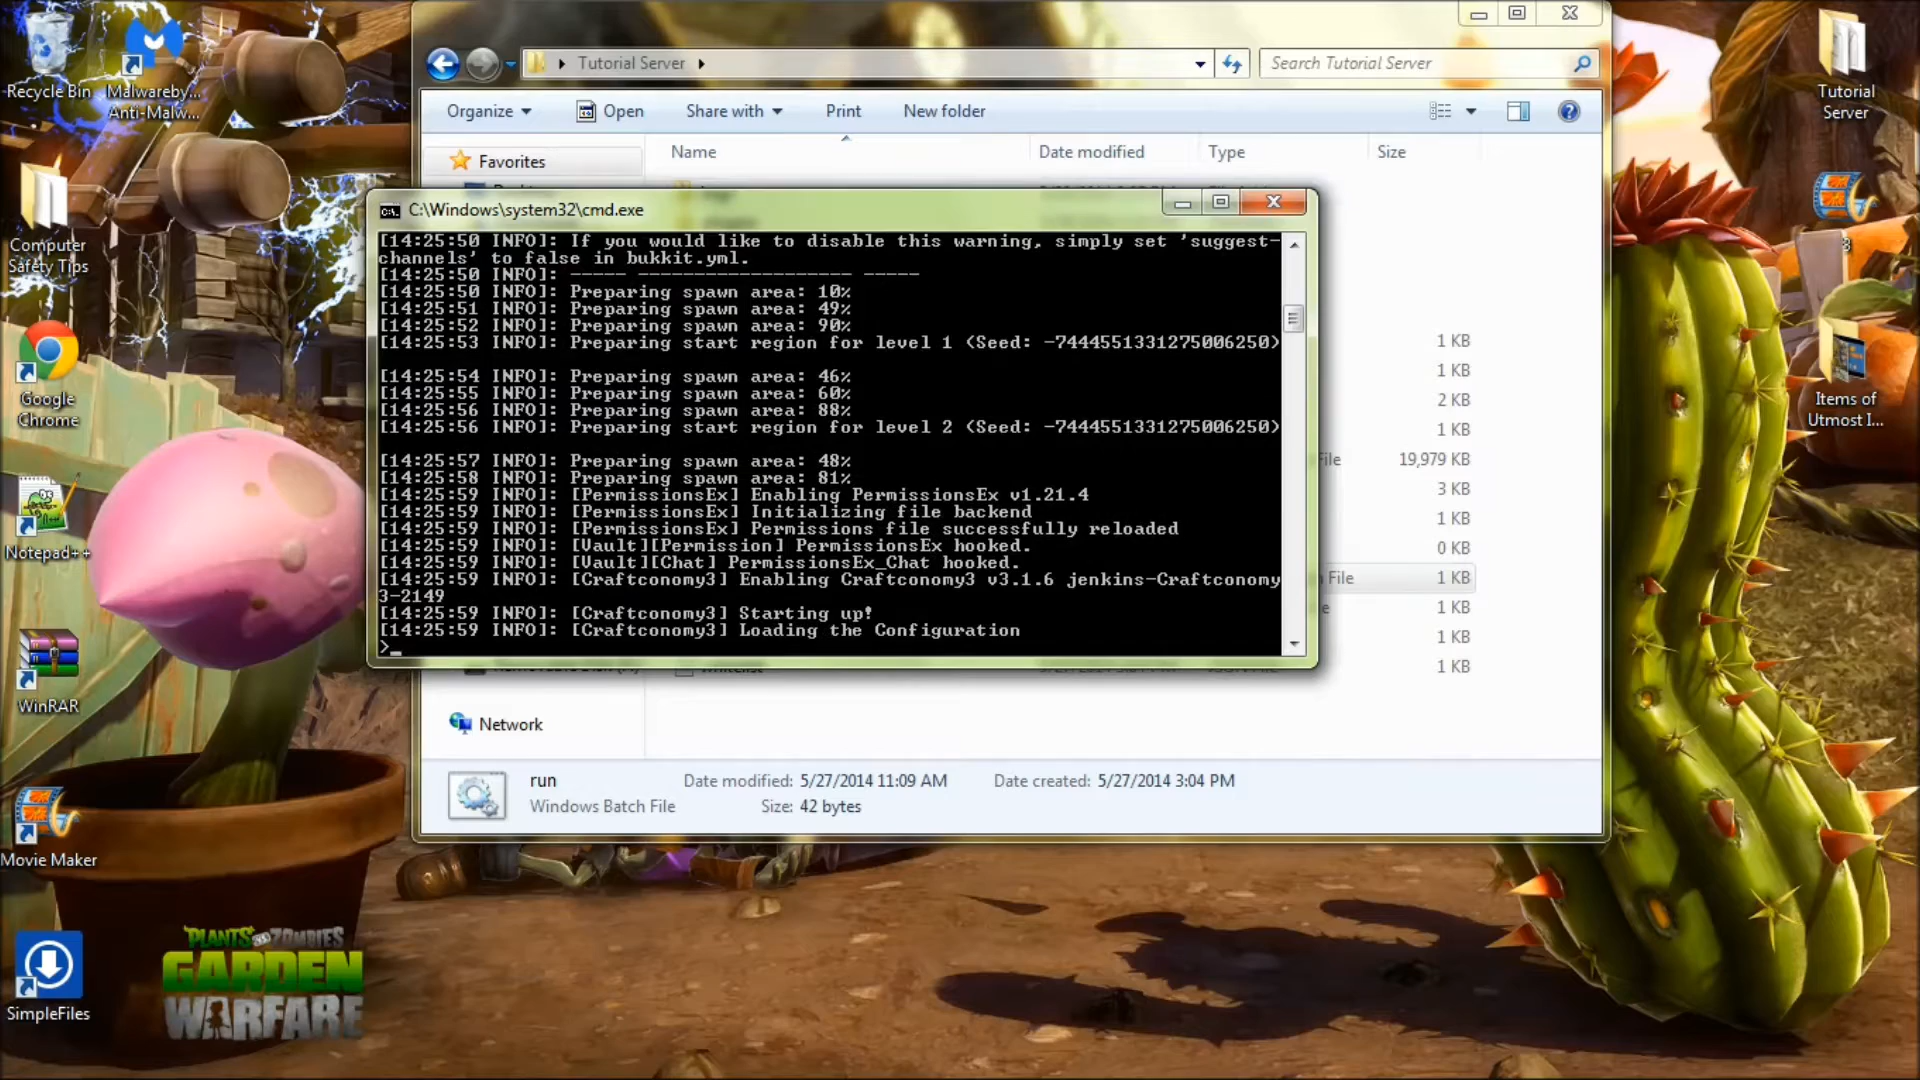 Recycle Bin
Malwareby...
Anti-Malw...
Computer
Safety Tips
Google
Chrome
Notepad++
WinRAR
Movie Maker
SimpleFiles
PLANTS VS ZOMBIES
GARDEN
WARFARE
Tutorial Server
Search Tutorial Server
Organize
Open
Share with
Print
New folder
Name
Date modified
Type
Size
Favorites
C:\Windows\system32\cmd.exe
[14:25:50 INFO]: If you would like to disable this warning, simply set 'suggest-
channels' to false in bukkit.yml.
[14:25:50 INFO]: ----- ------------------- -----
[14:25:50 INFO]: Preparing spawn area: 10%
[14:25:51 INFO]: Preparing spawn area: 49%
[14:25:52 INFO]: Preparing spawn area: 90%
[14:25:53 INFO]: Preparing start region for level 1 (Seed: -7444551331275006250)
[14:25:54 INFO]: Preparing spawn area: 46%
[14:25:55 INFO]: Preparing spawn area: 60%
[14:25:56 INFO]: Preparing spawn area: 88%
[14:25:56 INFO]: Preparing start region for level 2 (Seed: -7444551331275006250)
[14:25:57 INFO]: Preparing spawn area: 48%
[14:25:58 INFO]: Preparing spawn area: 81%
[14:25:59 INFO]: [PermissionsEx] Enabling PermissionsEx v1.21.4
[14:25:59 INFO]: [PermissionsEx] Initializing file backend
[14:25:59 INFO]: [PermissionsEx] Permissions file successfully reloaded
[14:25:59 INFO]: [Vault][Permission] PermissionsEx hooked.
[14:25:59 INFO]: [Vault][Chat] PermissionsEx_Chat hooked.
[14:25:59 INFO]: [Craftconomy3] Enabling Craftconomy3 v3.1.6 jenkins-Craftconomy
3-2149
[14:25:59 INFO]: [Craftconomy3] Starting up!
[14:25:59 INFO]: [Craftconomy3] Loading the Configuration
>_
1 KB
1 KB
2 KB
1 KB
File 19,979 KB
3 KB
1 KB
0 KB
File 1 KB
1 KB
1 KB
1 KB
Network
run
Windows Batch File
Date modified: 5/27/2014 11:09 AM
Size: 42 bytes
Date created: 5/27/2014 3:04 PM
Tutorial
Server
Items of
Utmost I...